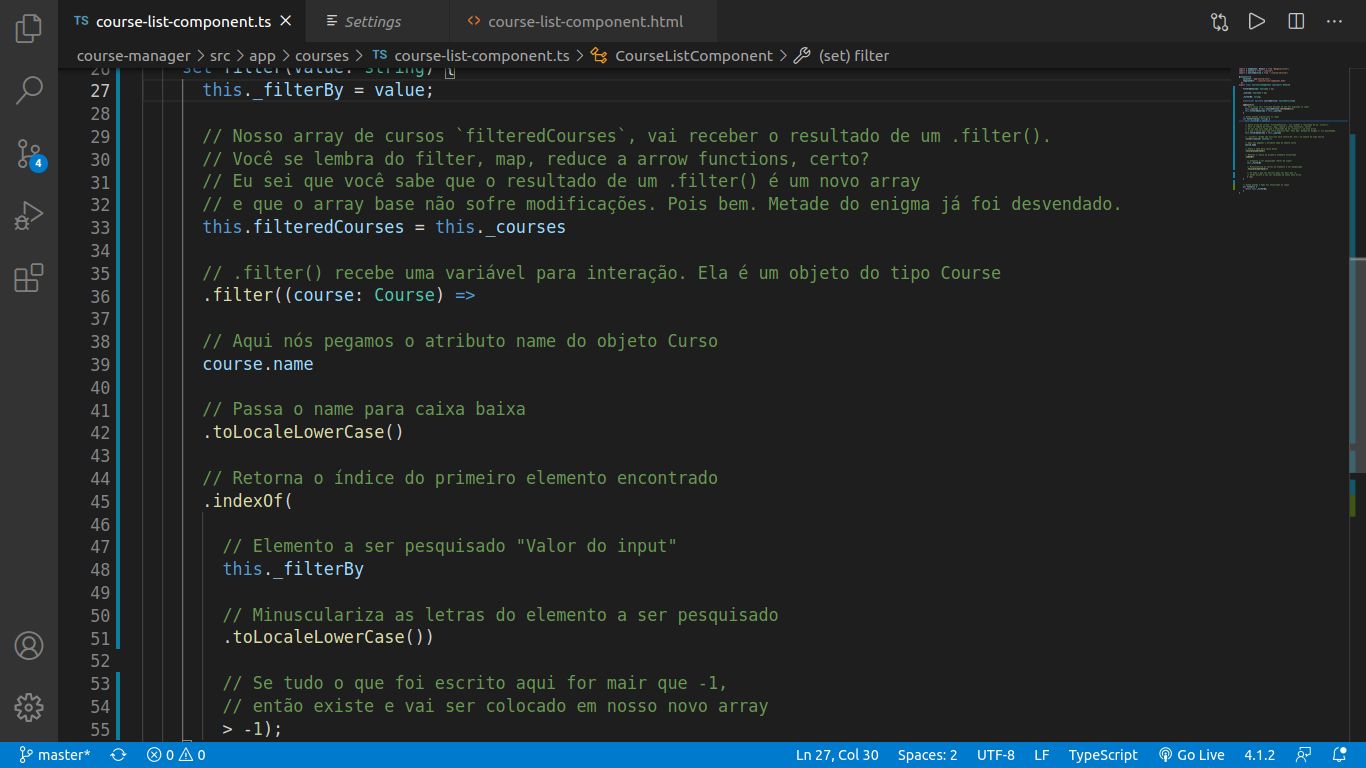 TS course-list-component.ts × Settings course-list-component.html
course-manager > src > app > courses > TS course-list-component.ts > CourseListComponent > (set) filter
26 set filter(value: string) {
27 this._filterBy = value;
28
29 // Nosso array de cursos `filteredCourses`, vai receber o resultado de um .filter().
30 // Você se lembra do filter, map, reduce a arrow functions, certo?
31 // Eu sei que você sabe que o resultado de um .filter() é um novo array
32 // e que o array base não sofre modificações. Pois bem. Metade do enigma já foi desvendado.
33 this.filteredCourses = this._courses
34
35 // .filter() recebe uma variável para interação. Ela é um objeto do tipo Course
36 .filter((course: Course) =>
37
38 // Aqui nós pegamos o atributo name do objeto Curso
39 course.name
40
41 // Passa o name para caixa baixa
42 .toLocaleLowerCase()
43
44 // Retorna o índice do primeiro elemento encontrado
45 .indexOf(
46
47 // Elemento a ser pesquisado "Valor do input"
48 this._filterBy
49
50 // Minusculariza as letras do elemento a ser pesquisado
51 .toLocaleLowerCase())
52
53 // Se tudo o que foi escrito aqui for mair que -1,
54 // então existe e vai ser colocado em nosso novo array
55 > -1);
4
master* 0 0 Ln 27, Col 30 Spaces: 2 UTF-8 LF TypeScript Go Live 4.1.2